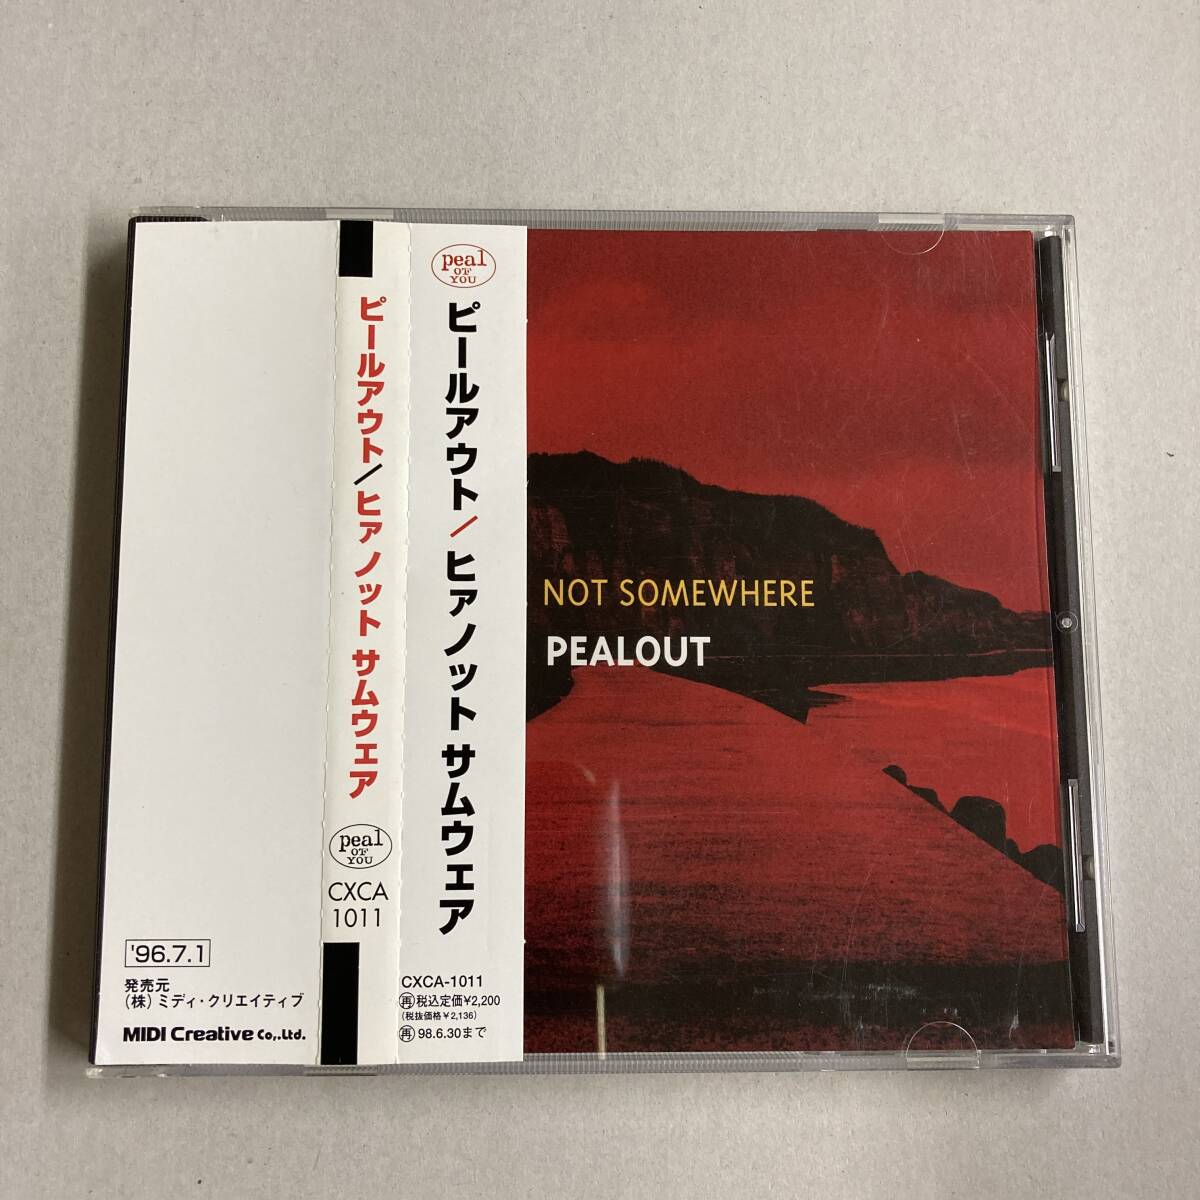 '96.7.1
発売元
(株) ミディ・クリエイティブ
MIDI Creative Co,.Ltd.
ピールアウト/ヒア ノット サムウェア
peal
OF
YOU
CXCA
1011
peal
OF
YOU
ピールアウト/ヒア ノット サムウェア
CXCA-1011
再税込定価¥2,200
(税抜価格¥2,136)
再98.6.30まで
NOT SOMEWHERE
PEALOUT